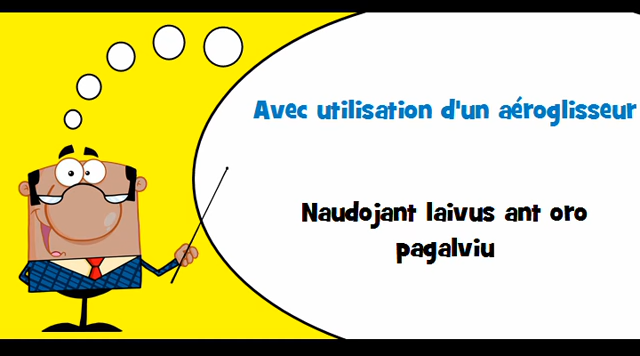 Avec utilisation d'un aéroglisseur
Naudojant laivus ant oro
pagalviu